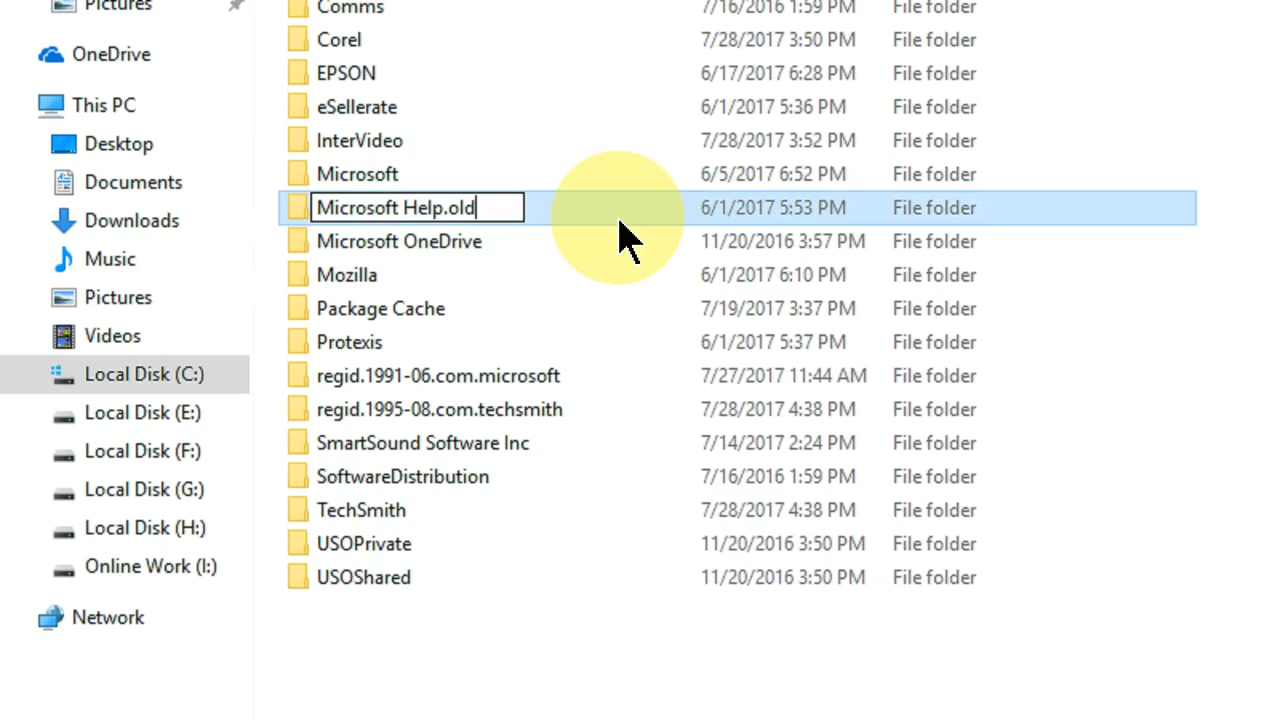 Pictures
OneDrive
This PC
Desktop
Documents
Downloads
Music
Pictures
Videos
Local Disk (C:)
Local Disk (E:)
Local Disk (F:)
Local Disk (G:)
Local Disk (H:)
Online Work (I:)
Network
Comms 7/16/2016 1:59 PM File folder
Corel 7/28/2017 3:50 PM File folder
EPSON 6/17/2017 6:28 PM File folder
eSellerate 6/1/2017 5:36 PM File folder
InterVideo 7/28/2017 3:52 PM File folder
Microsoft 6/5/2017 6:52 PM File folder
Microsoft Help.old 6/1/2017 5:53 PM File folder
Microsoft OneDrive 11/20/2016 3:57 PM File folder
Mozilla 6/1/2017 6:10 PM File folder
Package Cache 7/19/2017 3:37 PM File folder
Protexis 6/1/2017 5:37 PM File folder
regid.1991-06.com.microsoft 7/27/2017 11:44 AM File folder
regid.1995-08.com.techsmith 7/28/2017 4:38 PM File folder
SmartSound Software Inc 7/14/2017 2:24 PM File folder
SoftwareDistribution 7/16/2016 1:59 PM File folder
TechSmith 7/28/2017 4:38 PM File folder
USOPrivate 11/20/2016 3:50 PM File folder
USOShared 11/20/2016 3:50 PM File folder